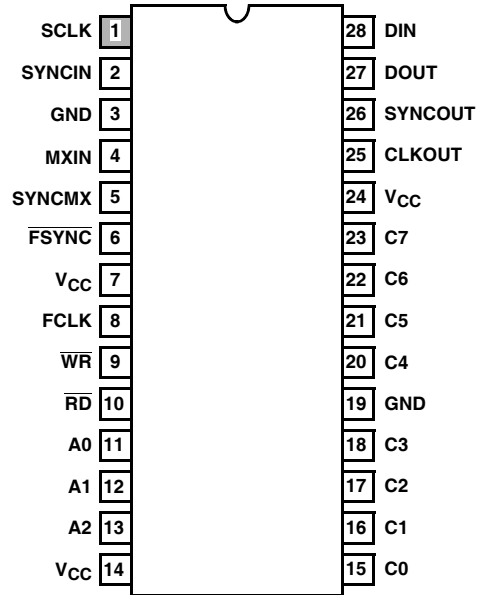 SCLK 1 28 DIN
SYNCIN 2 27 DOUT
GND 3 26 SYNCOUT
MXIN 4 25 CLKOUT
SYNCMX 5 24 VCC
FSYNC 6 23 C7
VCC 7 22 C6
FCLK 8 21 C5
WR 9 20 C4
RD 10 19 GND
A0 11 18 C3
A1 12 17 C2
A2 13 16 C1
VCC 14 15 C0